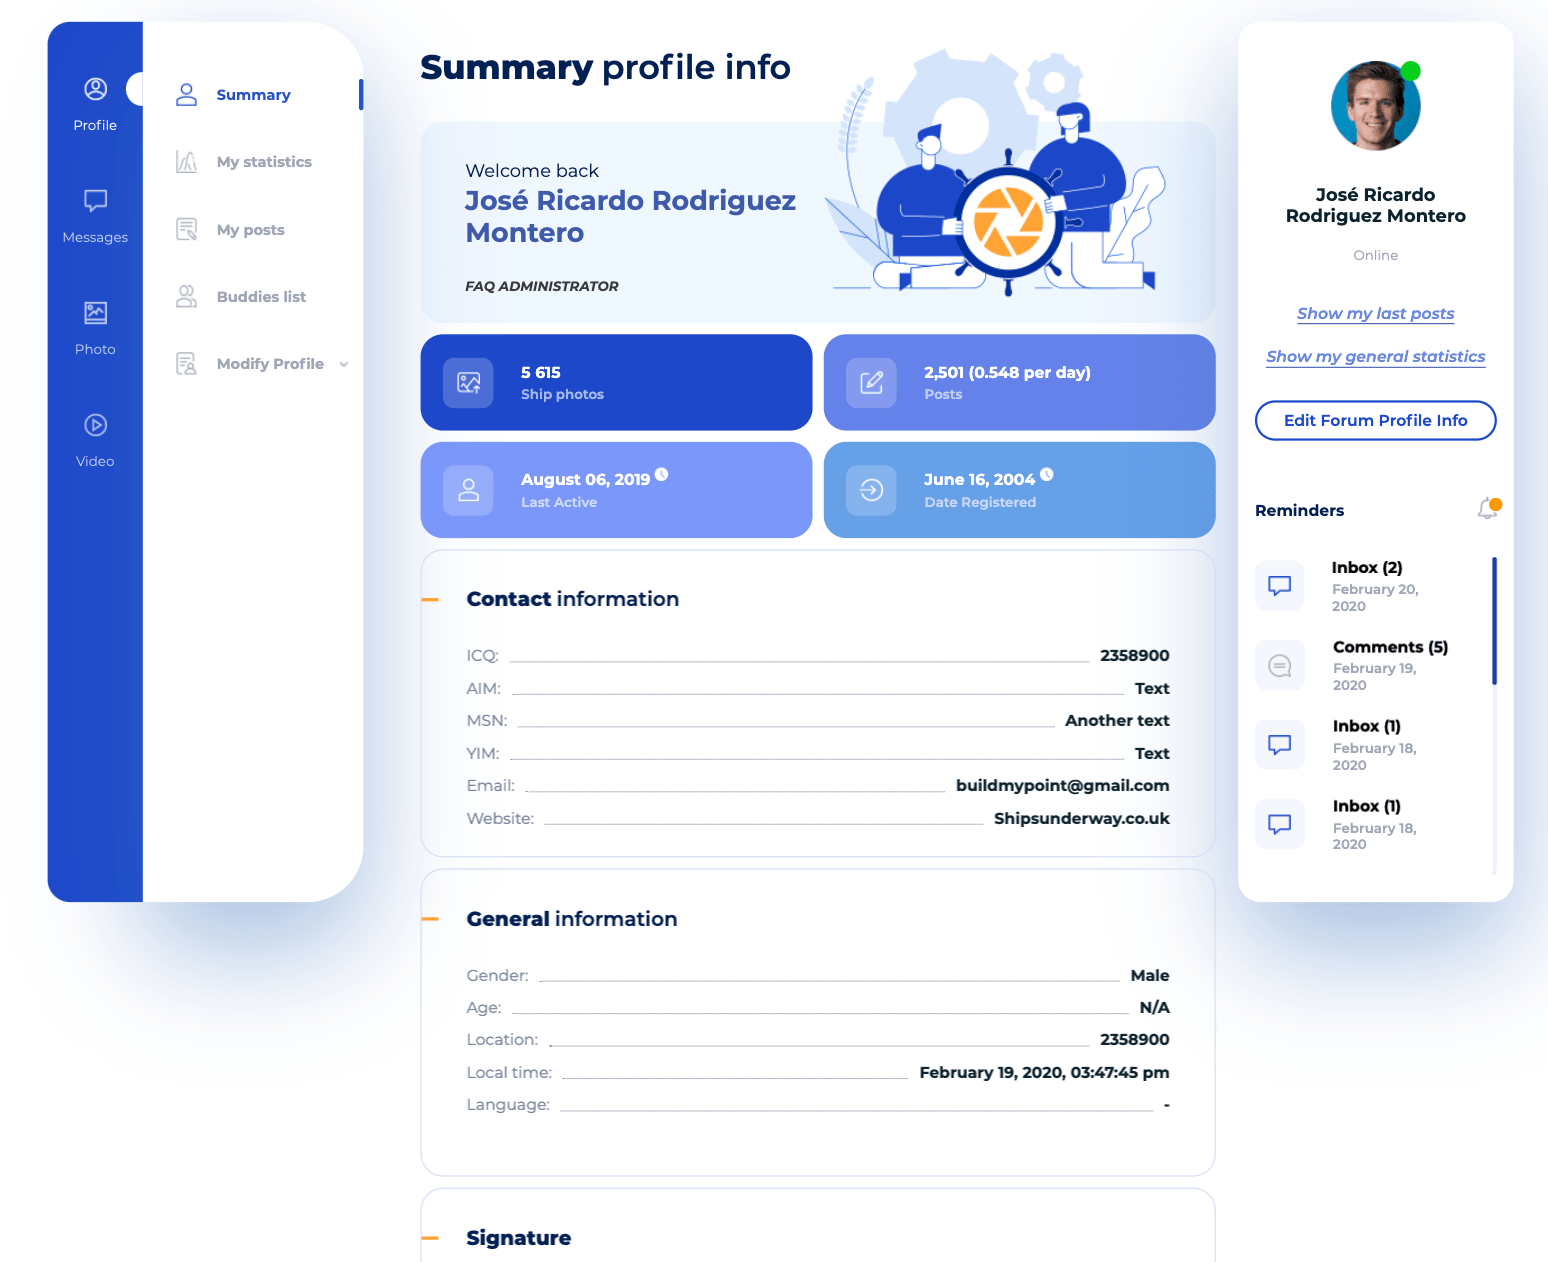 Profile
Messages
Photo
Video
Summary
My statistics
My posts
Buddies list
Modify Profile
Summary profile info
Welcome back
José Ricardo Rodriguez
Montero
FAQ ADMINISTRATOR
5 615
Ship photos
2,501 (0.548 per day)
Posts
August 06, 2019
Last Active
June 16, 2004
Date Registered
Contact information
ICQ: 2358900
AIM: Text
MSN: Another text
YIM: Text
Email: buildmypoint@gmail.com
Website: Shipsunderway.co.uk
General information
Gender: Male
Age: N/A
Location: 2358900
Local time: February 19, 2020, 03:47:45 pm
Language: -
Signature
José Ricardo
Rodriguez Montero
Online
Show my last posts
Show my general statistics
Edit Forum Profile Info
Reminders
Inbox (2)
February 20,
2020
Comments (5)
February 19,
2020
Inbox (1)
February 18,
2020
Inbox (1)
February 18,
2020